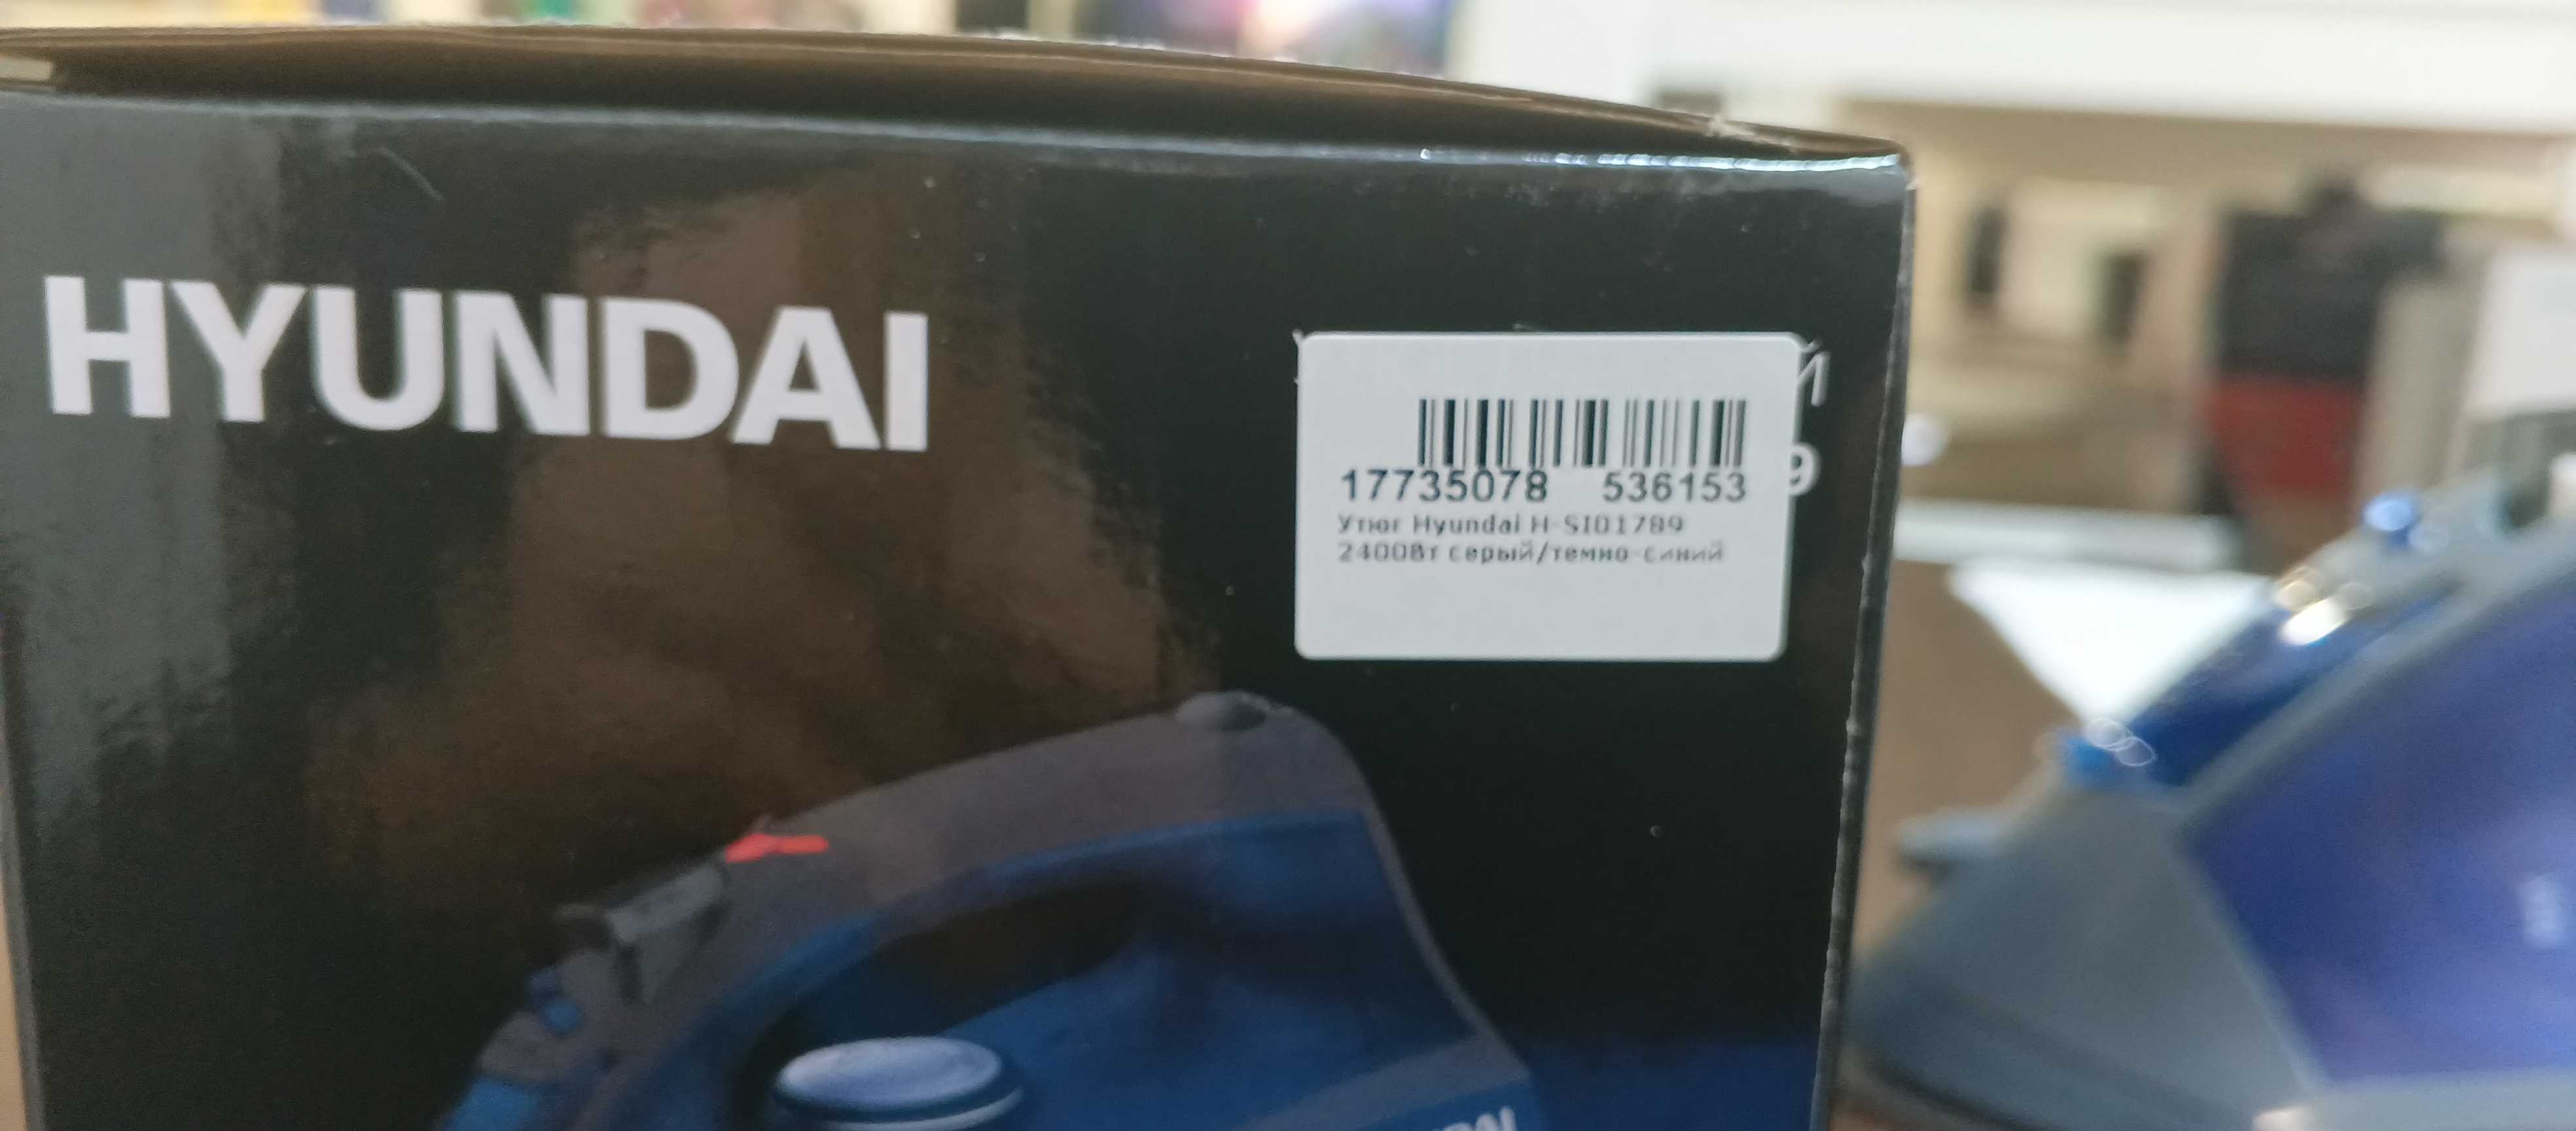 HYUNDAI
17735078 536153
Утюг Hyundai H-SI01789
2400Вт серый/темно-синий